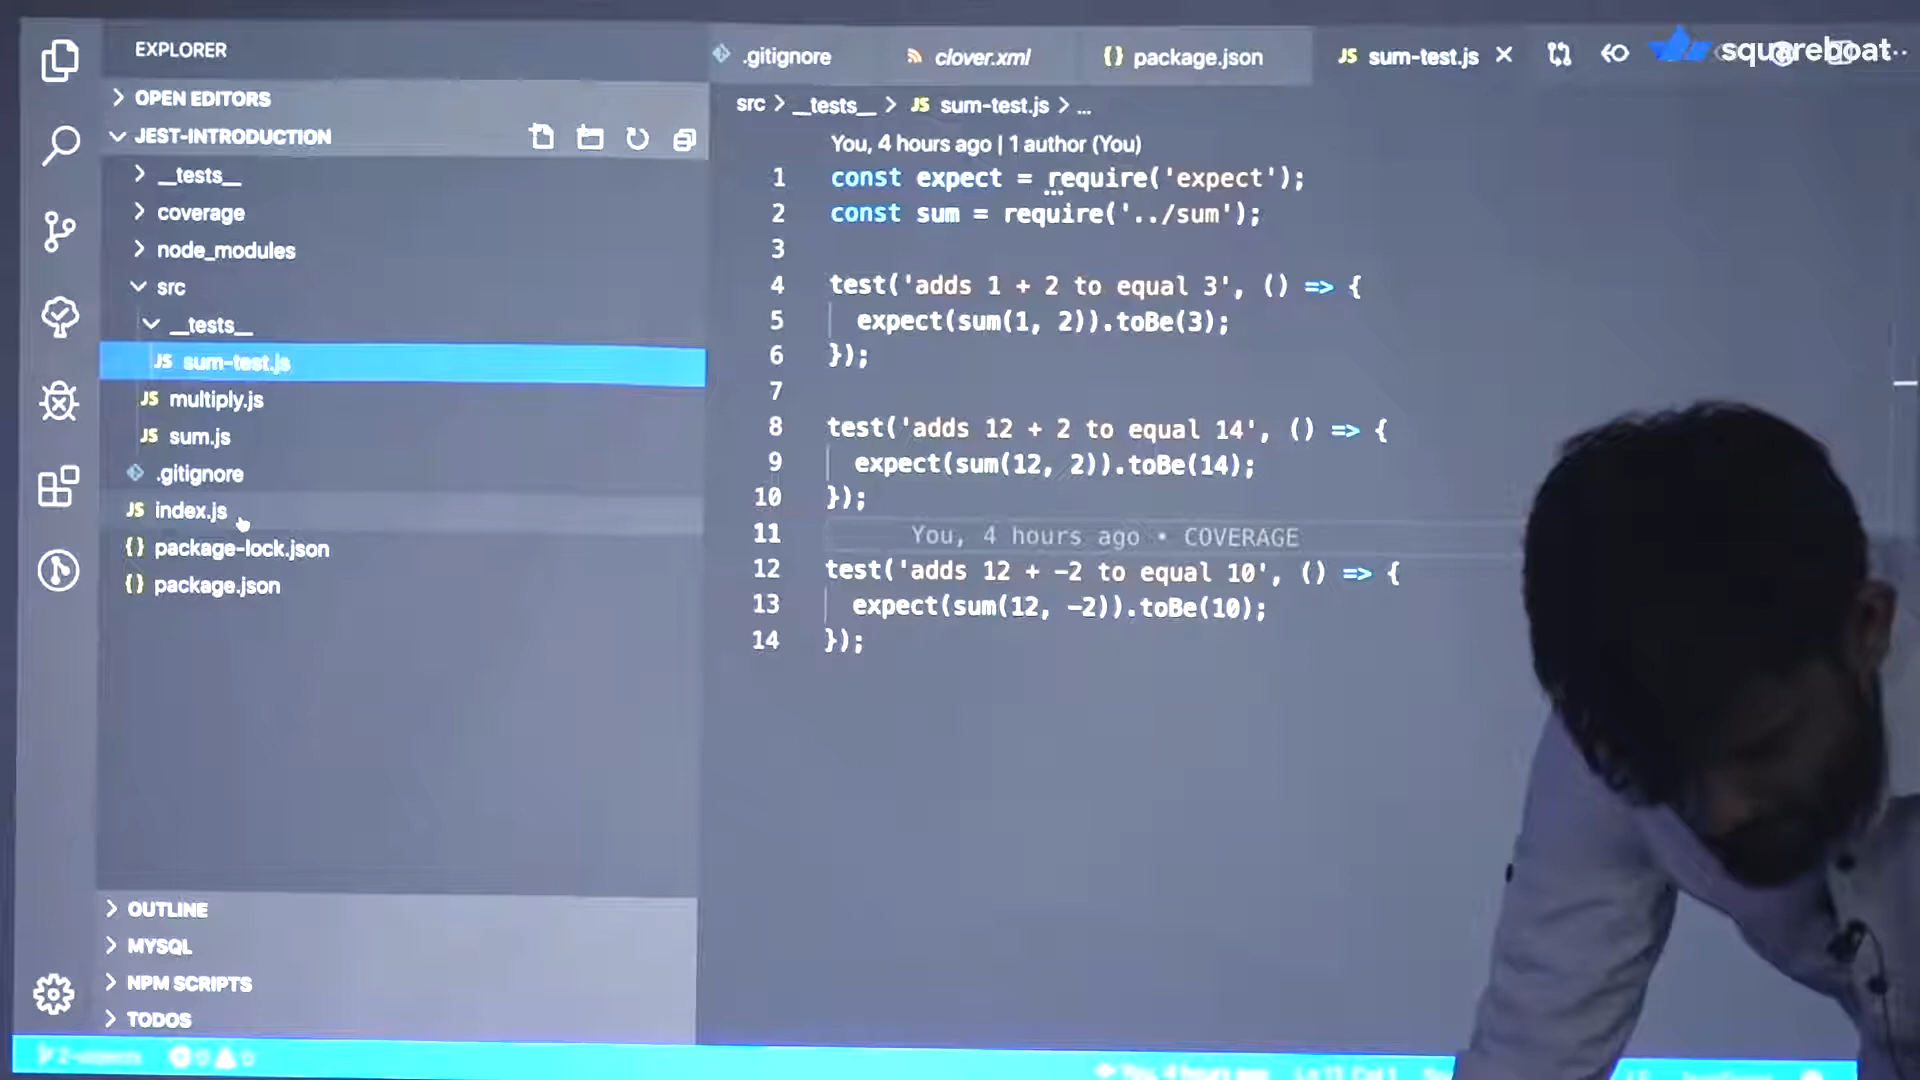 EXPLORER
OPEN EDITORS
JEST-INTRODUCTION
__tests__
coverage
node_modules
src
__tests__
JS sum-test.js
JS multiply.js
JS sum.js
.gitignore
JS index.js
{} package-lock.json
{} package.json
OUTLINE
MYSQL
NPM SCRIPTS
TODOS
.gitignore
clover.xml
{} package.json
JS sum-test.js
squareboat
src > __tests__ > JS sum-test.js > ...
You, 4 hours ago | 1 author (You)
1 const expect = require('expect');
2 const sum = require('../sum');
3
4 test('adds 1 + 2 to equal 3', () => {
5 expect(sum(1, 2)).toBe(3);
6 });
7
8 test('adds 12 + 2 to equal 14', () => {
9 expect(sum(12, 2)).toBe(14);
10 });
11 You, 4 hours ago • COVERAGE
12 test('adds 12 + -2 to equal 10', () => {
13 expect(sum(12, -2)).toBe(10);
14 });
You, 4 hours ago